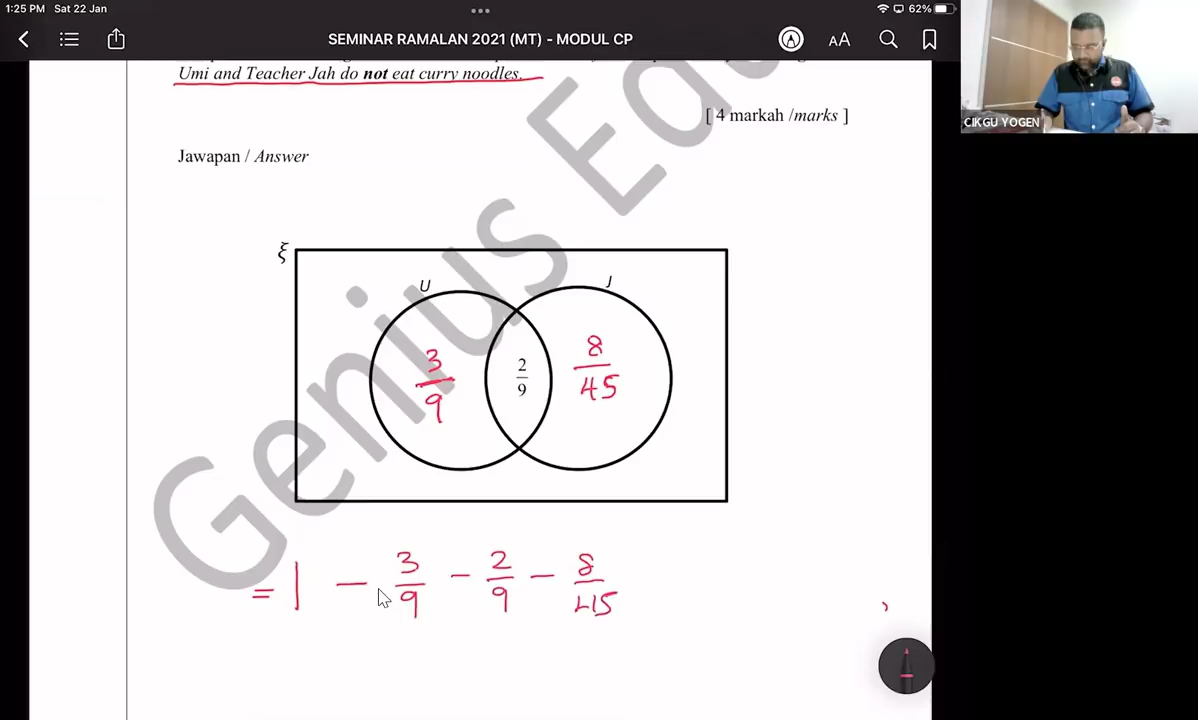 1:25 PM Sat 22 Jan
62%
SEMINAR RAMALAN 2021 (MT) - MODUL CP
AA
CIKGU YOGEN
Umi and Teacher Jah do not eat curry noodles.
[ 4 markah /marks ]
Jawapan / Answer
ξ
U
J
3/9
2/9
8/45
= 1 − 3/9 − 2/9 − 8/45
Genius Edu